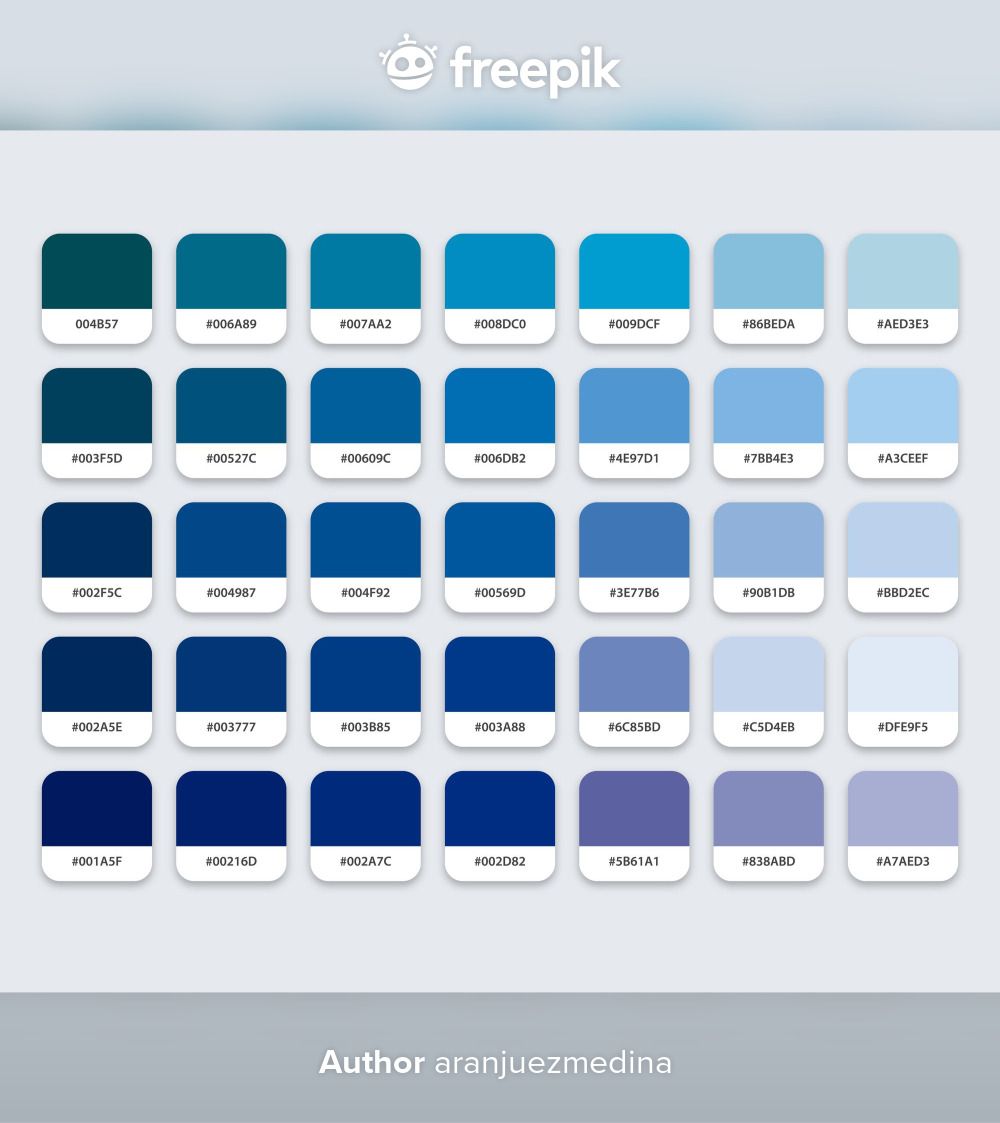 freepik
004B57 #006A89 #007AA2 #008DC0 #009DCF #86BEDA #AED3E3
#003F5D #00527C #00609C #006DB2 #4E97D1 #7BB4E3 #A3CEEF
#002F5C #004987 #004F92 #00569D #3E77B6 #90B1DB #BBD2EC
#002A5E #003777 #003B85 #003A88 #6C85BD #C5D4EB #DFE9F5
#001A5F #00216D #002A7C #002D82 #5B61A1 #838ABD #A7AED3
Author aranjuezmedina